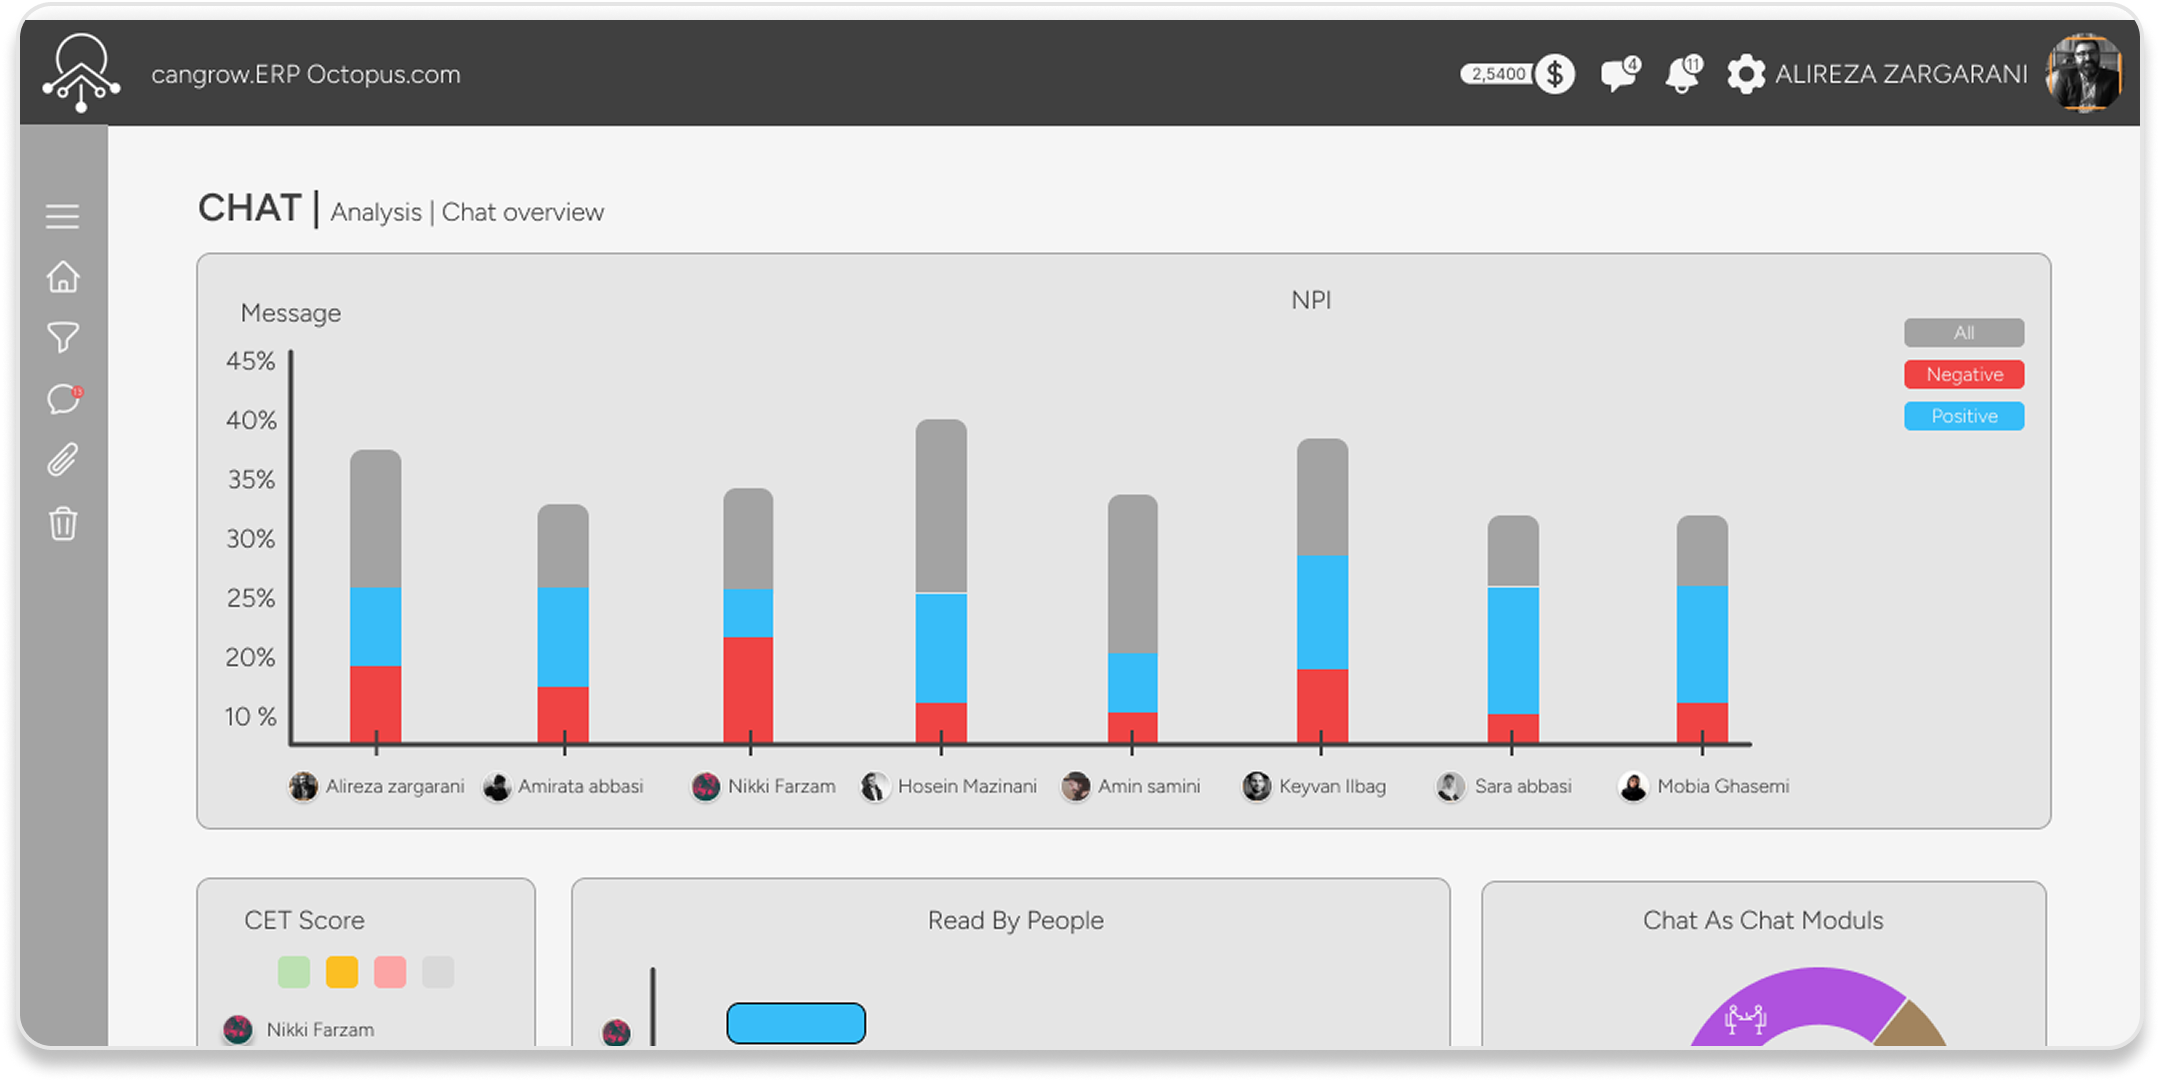 cangrow.ERP Octopus.com
2,5400
$
4
11
ALIREZA ZARGARANI
13
CHAT | Analysis | Chat overview
NPI
Message
45%
40%
35%
30%
25%
20%
10 %
All
Negative
Positive
Alireza zargarani
Amirata abbasi
Nikki Farzam
Hosein Mazinani
Amin samini
Keyvan Ilbag
Sara abbasi
Mobia Ghasemi
CET Score
Nikki Farzam
Read By People
Chat As Chat Moduls